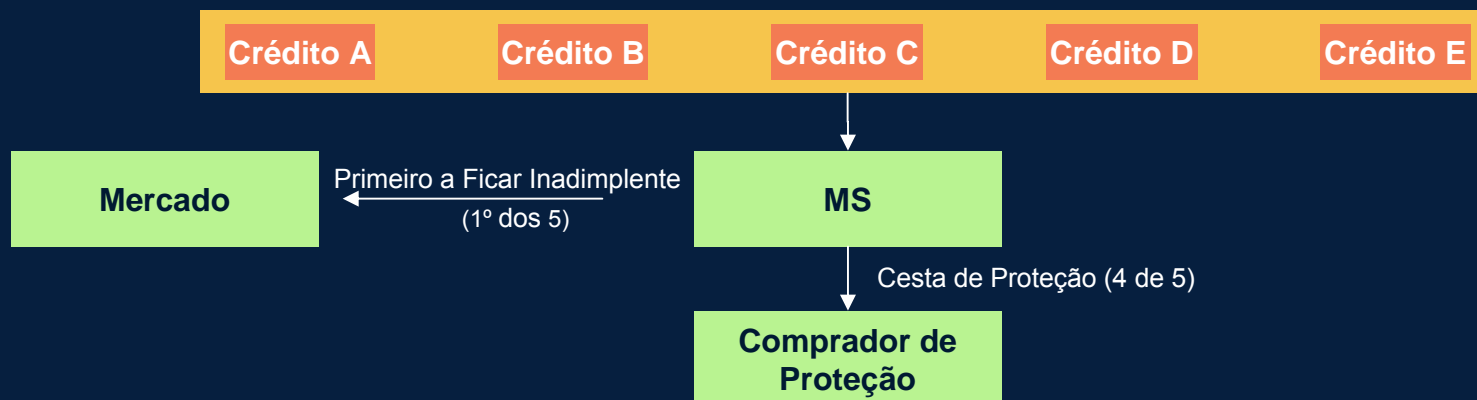 Crédito A Crédito B Crédito C Crédito D Crédito E
Primeiro a Ficar Inadimplente
Mercado
MS
(1º dos 5)
Cesta de Proteção (4 de 5)
Comprador de
Proteção